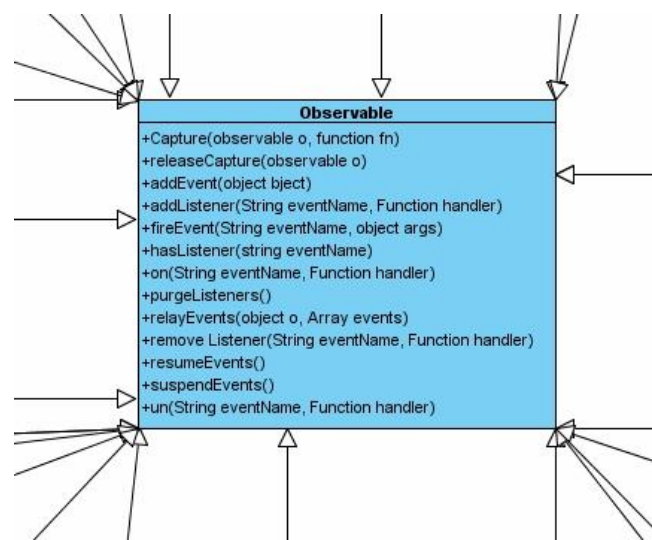 Observable
+Capture(observable o, function fn)
+releaseCapture(observable o)
+addEvent(object bject)
+addListener(String eventName, Function handler)
+fireEvent(String eventName, object args)
+hasListener(string eventName)
+on(String eventName, Function handler)
+purgeListeners()
+relayEvents(object o, Array events)
+remove Listener(String eventName, Function handler)
+resumeEvents()
+suspendEvents()
+un(String eventName, Function handler)